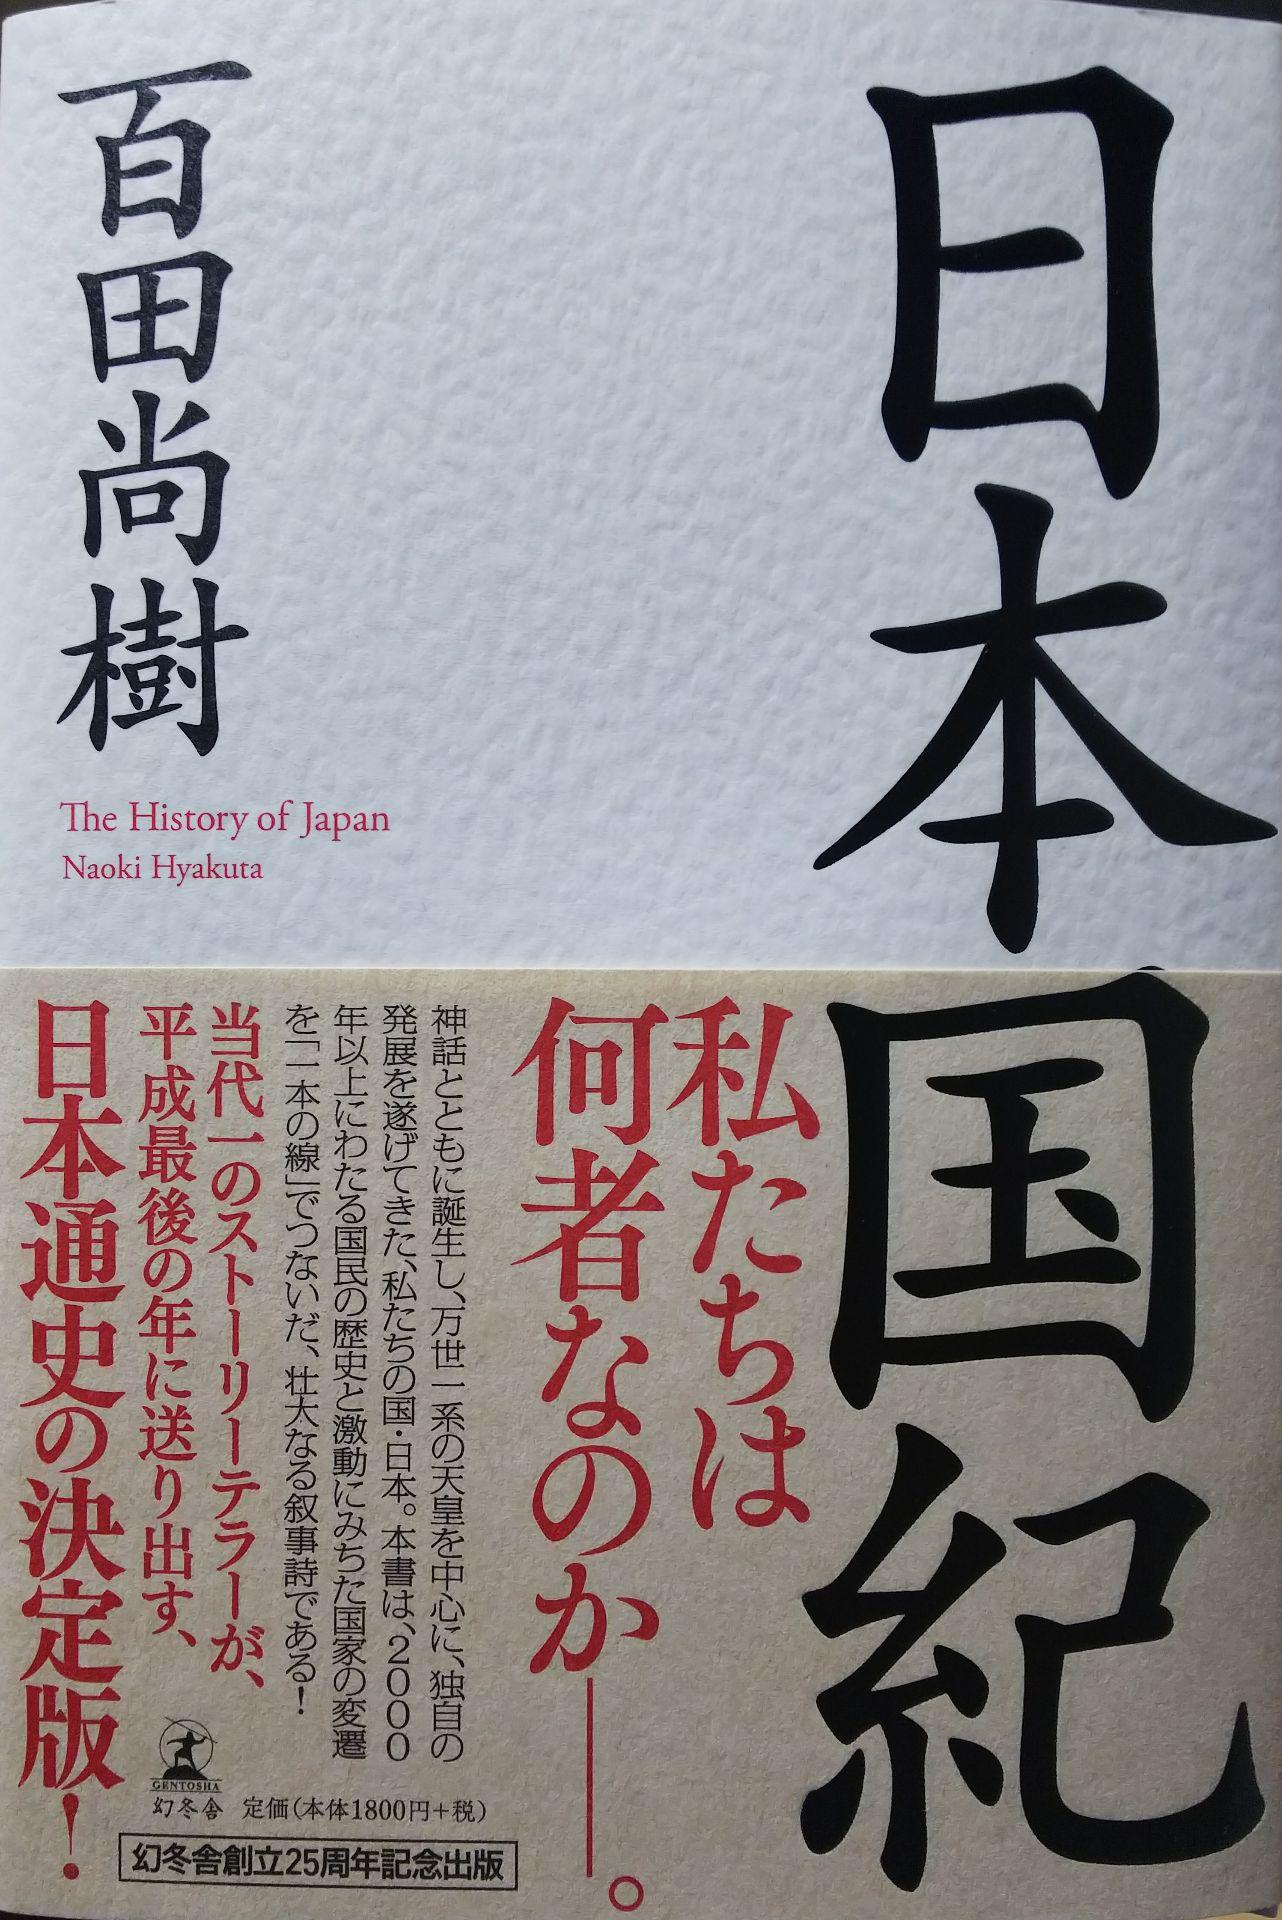 日本国紀
百田尚樹
The History of Japan
Naoki Hyakuta
私たちは
何者なのか――。
神話とともに誕生し、万世一系の天皇を中心に、独自の
発展を遂げてきた、私たちの国・日本。本書は、2000
年以上にわたる国民の歴史と激動にみちた国家の変遷
を「一本の線」でつないだ、壮大なる叙事詩である!
当代一のストーリーテラーが、
平成最後の年に送り出す、
日本通史の決定版!
GENTOSHA
幻冬舎 定価(本体1800円+税)
幻冬舎創立25周年記念出版